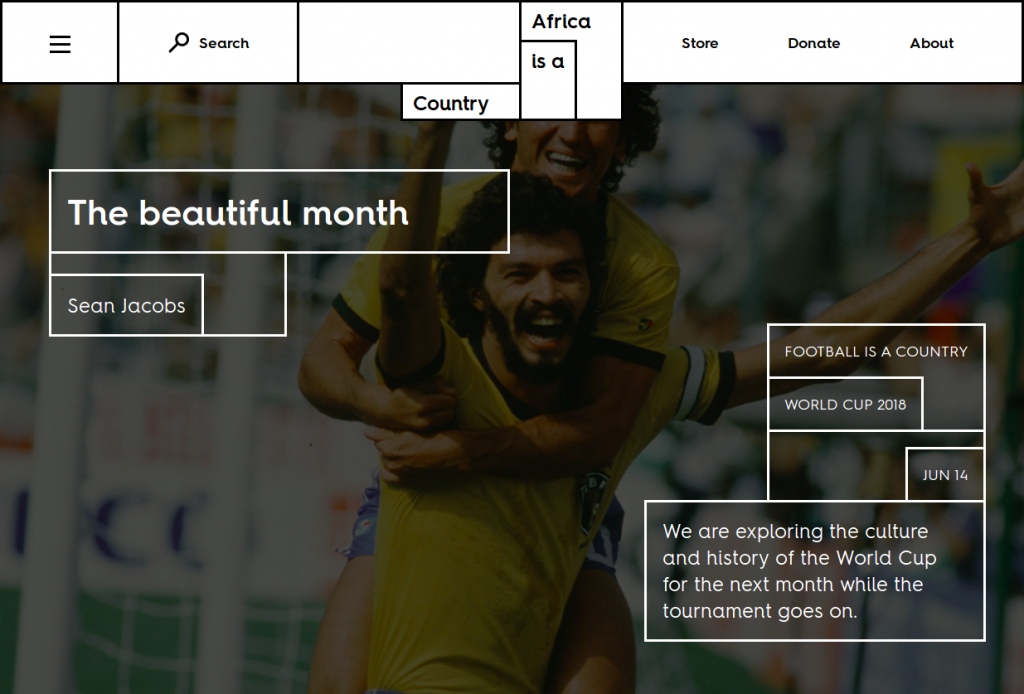 Search
Africa
is a
Country
Store
Donate
About
The beautiful month
Sean Jacobs
FOOTBALL IS A COUNTRY
WORLD CUP 2018
JUN 14
We are exploring the culture
and history of the World Cup
for the next month while the
tournament goes on.